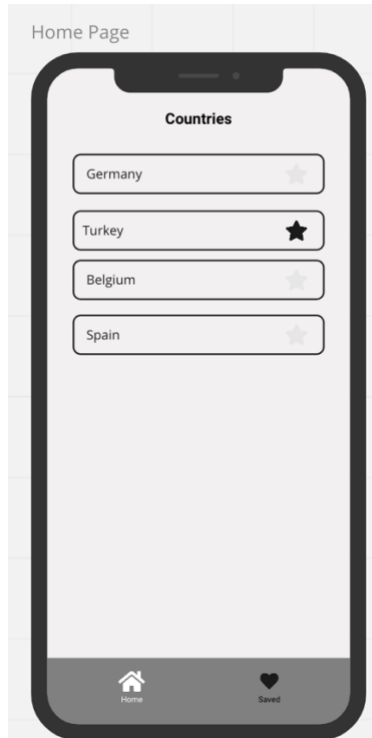 Home Page
Countries
Germany
Turkey
Belgium
Spain
Home
Saved